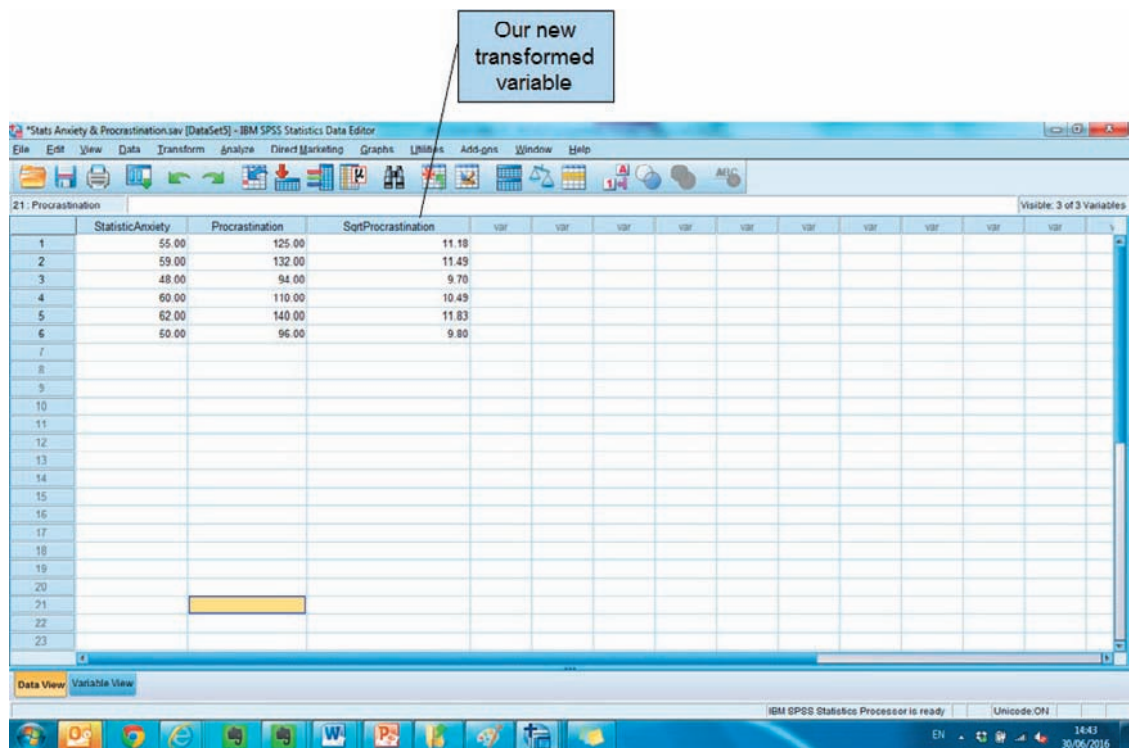 Our new
transformed
variable
*Stats Anxiety & Procrastination.sav [DataSet5] - IBM SPSS Statistics Data Editor
File Edit View Data Transform Analyze Direct Marketing Graphs Utilities Add-ons Window Help
21 : Procrastination Visible: 3 of 3 Variables
StatisticAnxiety Procrastination SqrtProcrastination var var var var var var var var var
1 55.00 125.00 11.18
2 59.00 132.00 11.49
3 48.00 94.00 9.70
4 60.00 110.00 10.49
5 62.00 140.00 11.83
6 50.00 96.00 9.80
7
8
9
10
11
12
13
14
15
16
17
18
19
20
21
22
23
Data View Variable View
IBM SPSS Statistics Processor is ready Unicode:ON
EN 14:43
30/06/2016